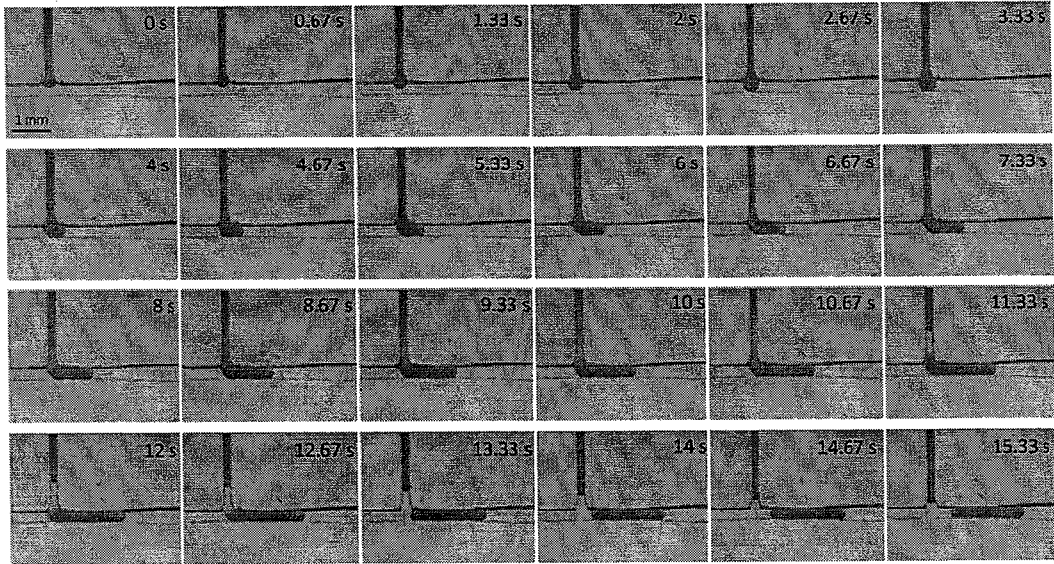 0 s 0.67 s 1.33 s 2 s 2.67 s 3.33 s
1 mm
4 s 4.67 s 5.33 s 6 s 6.67 s 7.33 s
8 s 8.67 s 9.33 s 10 s 10.67 s 11.33 s
12 s 12.67 s 13.33 s 14 s 14.67 s 15.33 s